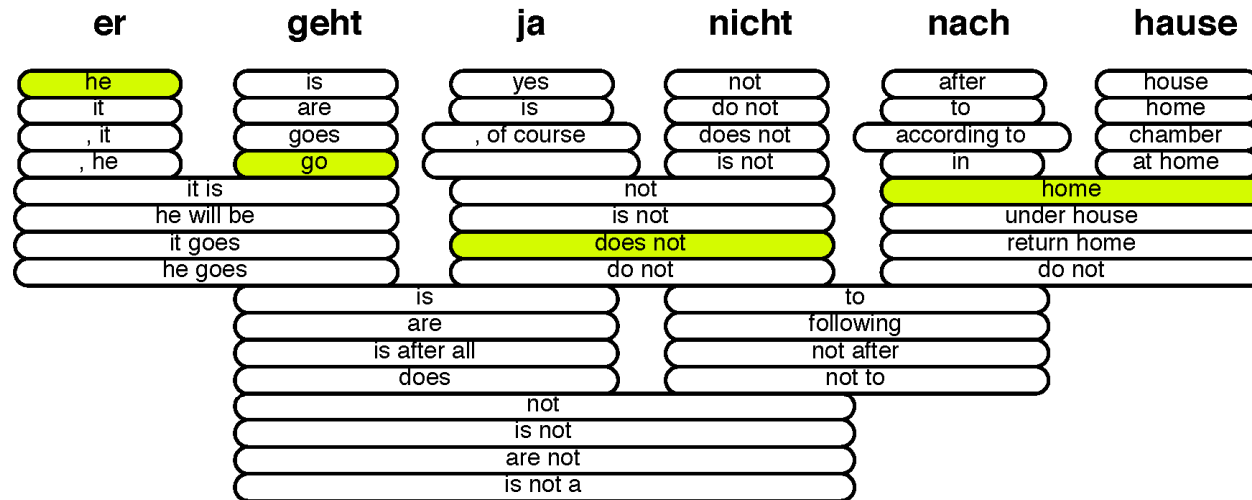 er geht ja nicht nach hause
he is yes not after house
it are is do not to home
, it goes , of course does not according to chamber
, he go is not in at home
it is not home
he will be is not under house
it goes does not return home
he goes do not do not
is to
are following
is after all not after
does not to
not
is not
are not
is not a